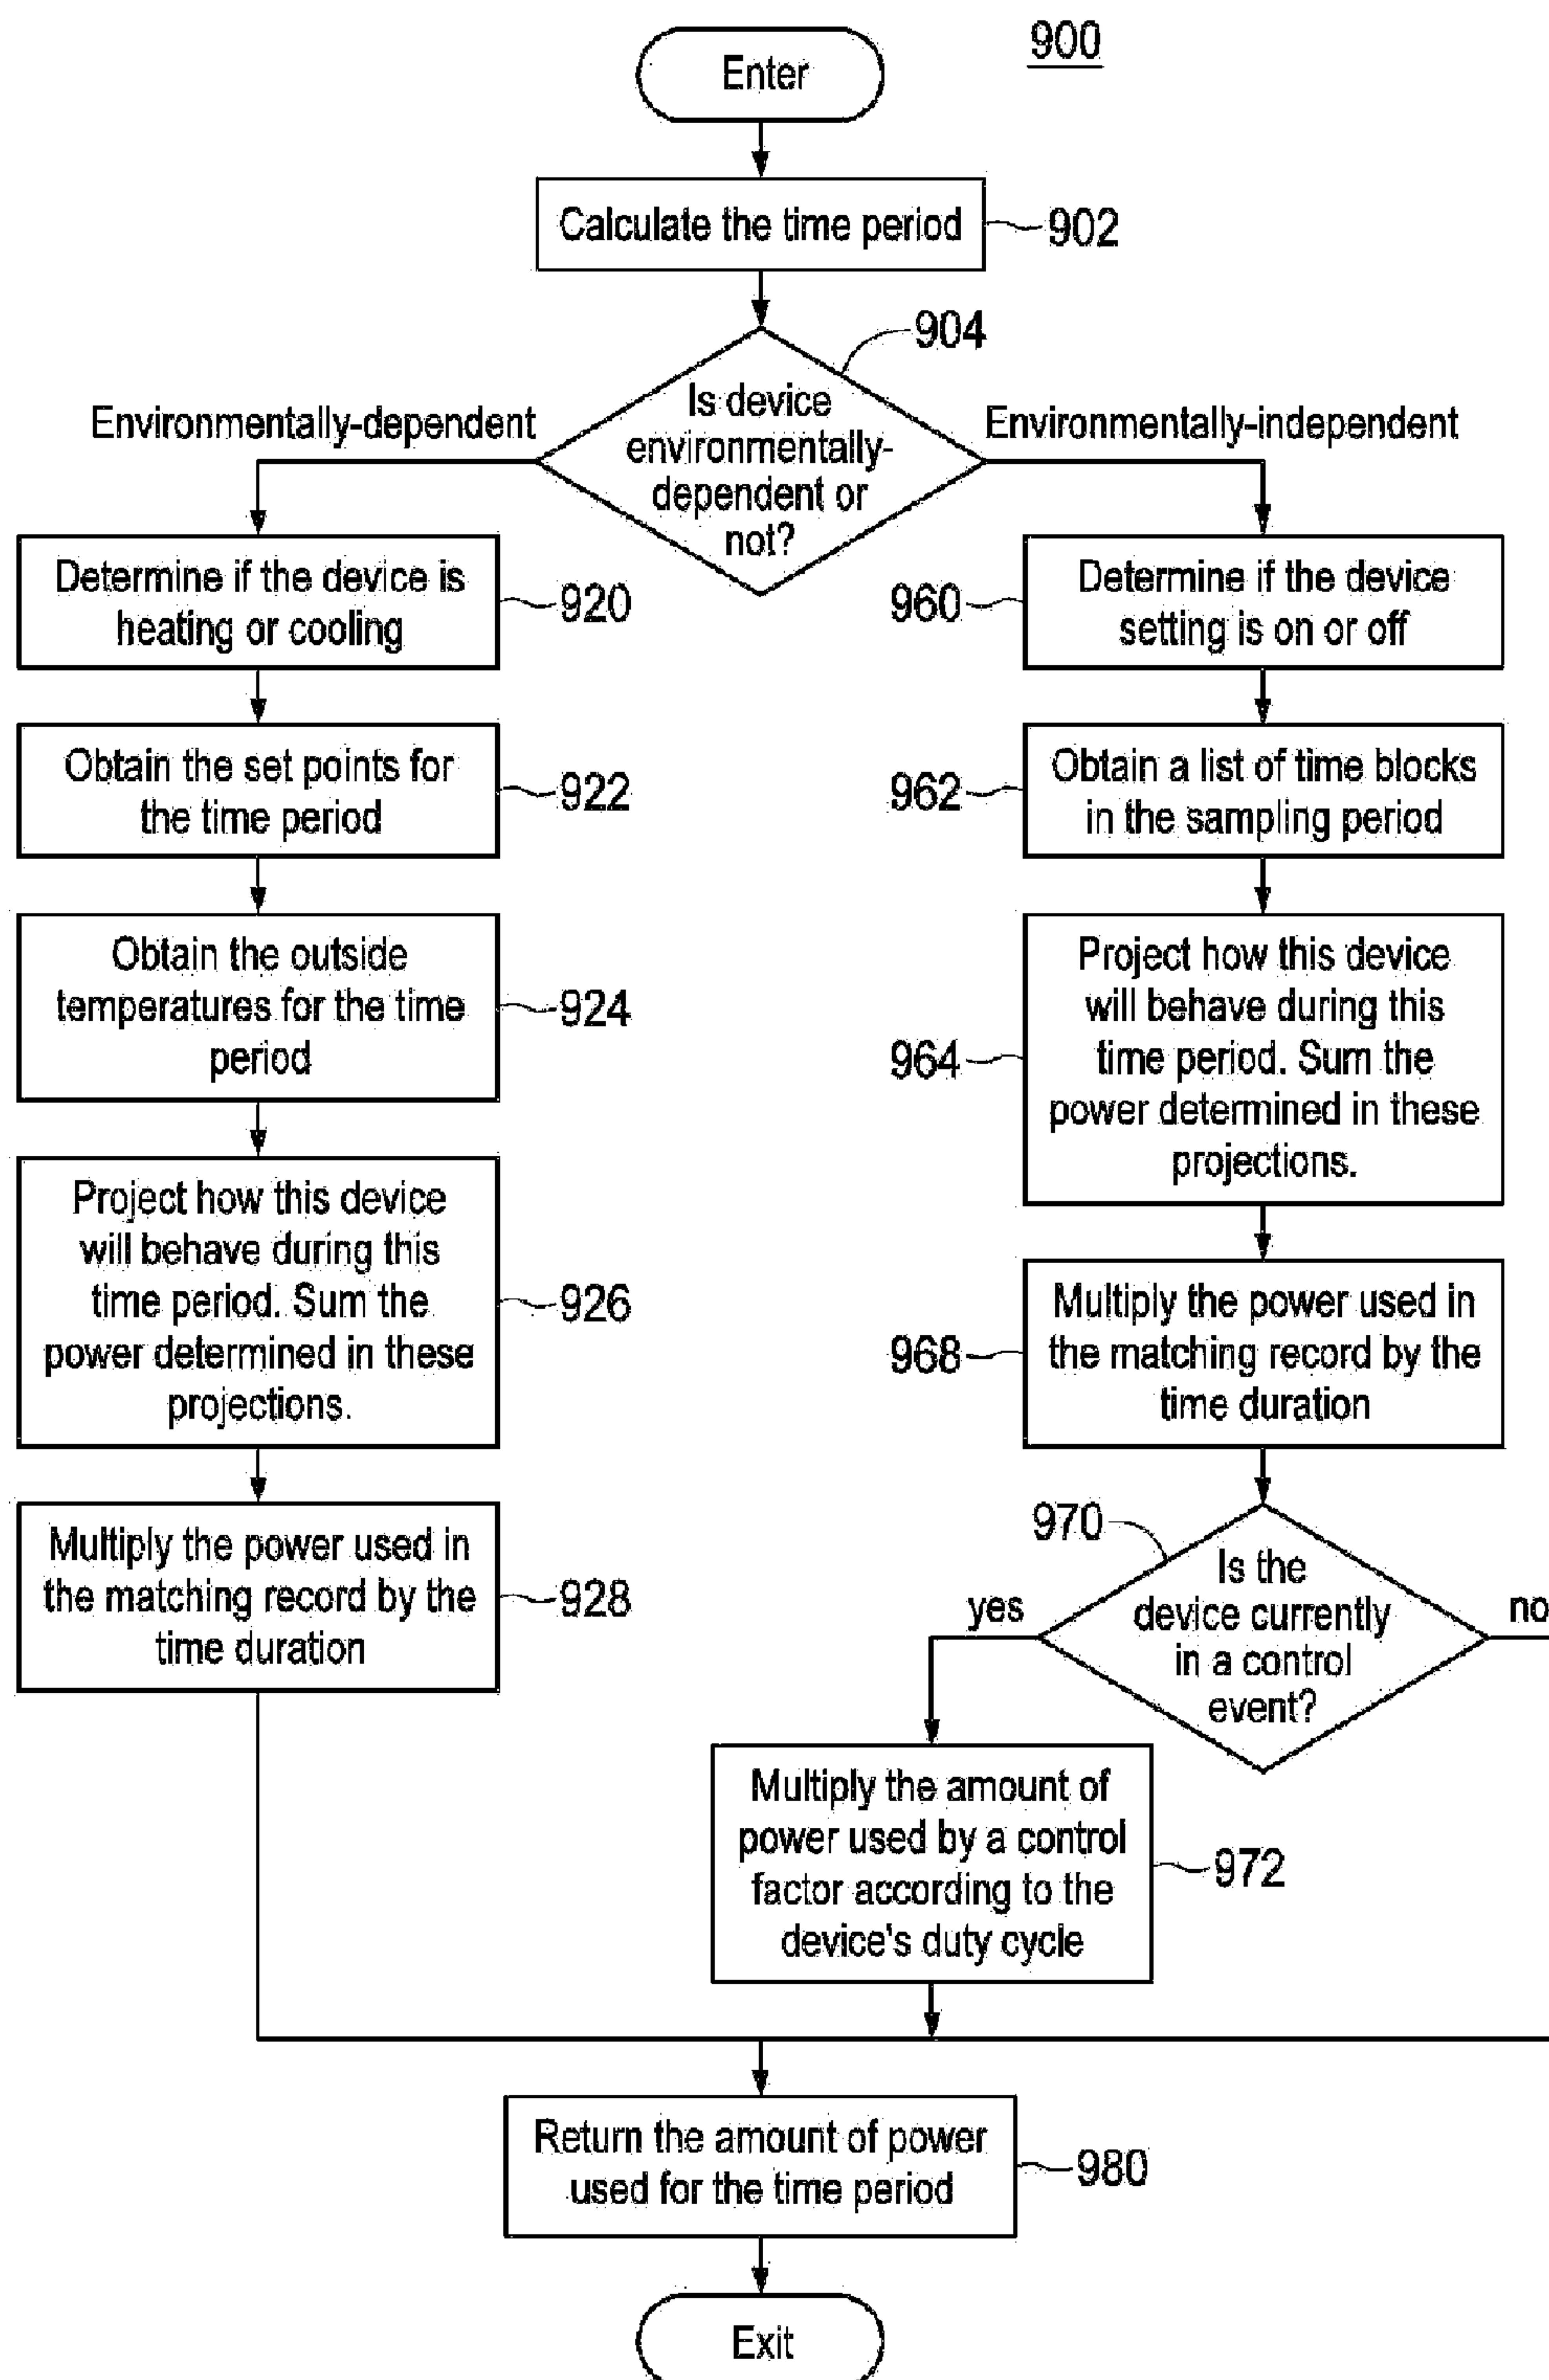 900
Enter
Calculate the time period
902
904
Is device
environmentally-
dependent or
not?
Environmentally-dependent
Environmentally-independent
Determine if the device is
heating or cooling
920
Obtain the set points for
the time period
922
Obtain the outside
temperatures for the time
period
924
Project how this device
will behave during this
time period. Sum the
power determined in these
projections.
926
Multiply the power used in
the matching record by the
time duration
928
960
Determine if the device
setting is on or off
962
Obtain a list of time blocks
in the sampling period
964
Project how this device
will behave during this
time period. Sum the
power determined in these
projections.
968
Multiply the power used in
the matching record by the
time duration
970
Is the
device currently
in a control
event?
yes
no
Multiply the amount of
power used by a control
factor according to the
device's duty cycle
972
Return the amount of power
used for the time period
980
Exit